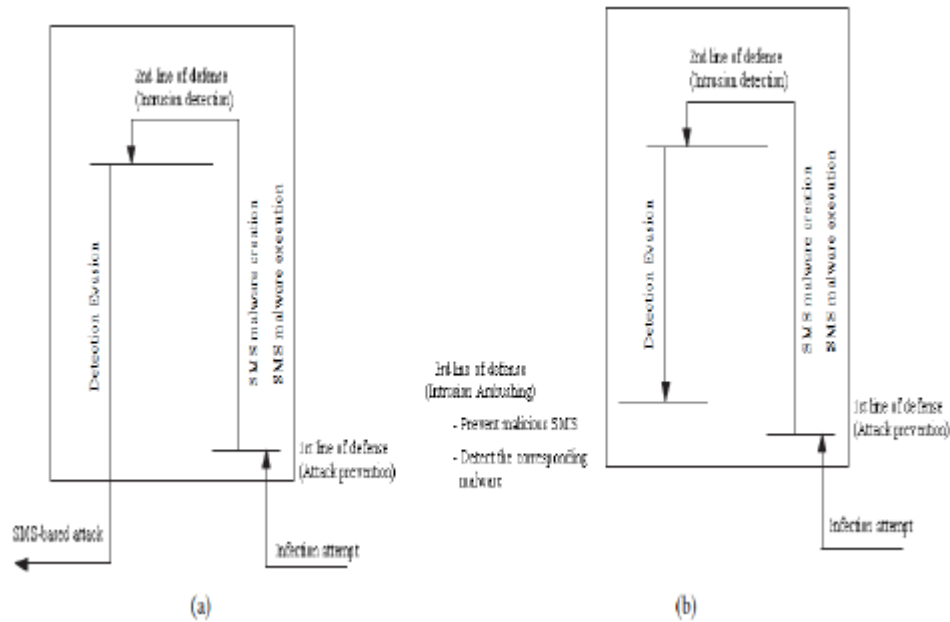 2nd line of defense
(Intrusion detection)
Detection Evasion
SMS malware creation
SMS malware execution
1st line of defense
(Attack prevention)
SMS-based attack
Infection attempt
(a)
2nd line of defense
(Intrusion detection)
Detection Evasion
SMS malware creation
SMS malware execution
3rd line of defense
(Intrusion Ambushing)
- Prevent malicious SMS
- Detect the corresponding
malware
1st line of defense
(Attack prevention)
Infection attempt
(b)